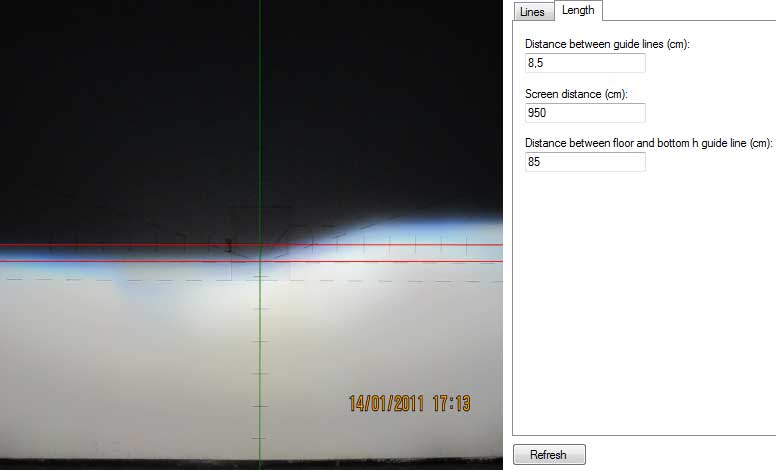 Lines Length
Distance between guide lines (cm):
8,5
Screen distance (cm):
950
Distance between floor and bottom h guide line (cm):
85
14/01/2011 17:13
Refresh